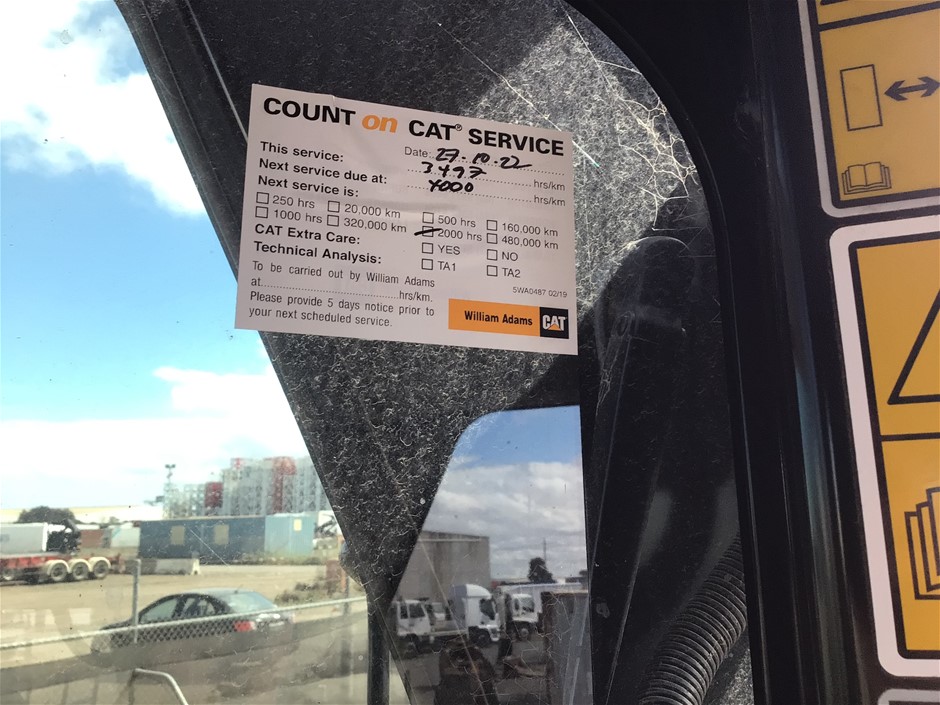 COUNT on CAT® SERVICE
This service: Date: 27.10.22
3497 hrs/km
Next service due at: 4000 hrs/km
Next service is:
250 hrs 20,000 km 500 hrs 160,000 km
1000 hrs 320,000 km 2000 hrs 480,000 km
CAT Extra Care: YES NO
Technical Analysis: TA1 TA2
To be carried out by William Adams
at hrs/km.
5WA0487 02/19
Please provide 5 days notice prior to
your next scheduled service.
William Adams CAT